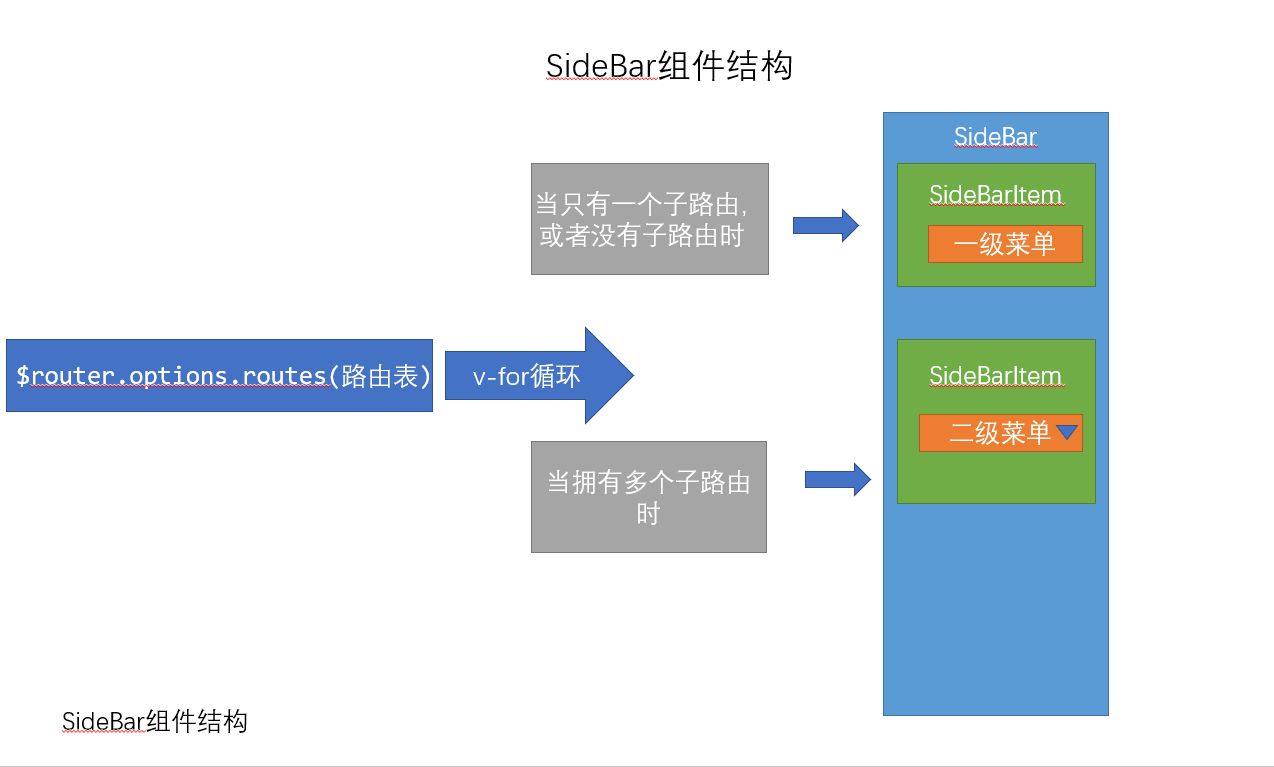 SideBar组件结构
SideBar
当只有一个子路由,
或者没有子路由时
SideBarItem
一级菜单
$router.options.routes(路由表)
v-for循环
SideBarItem
二级菜单
当拥有多个子路由
时
SideBar组件结构